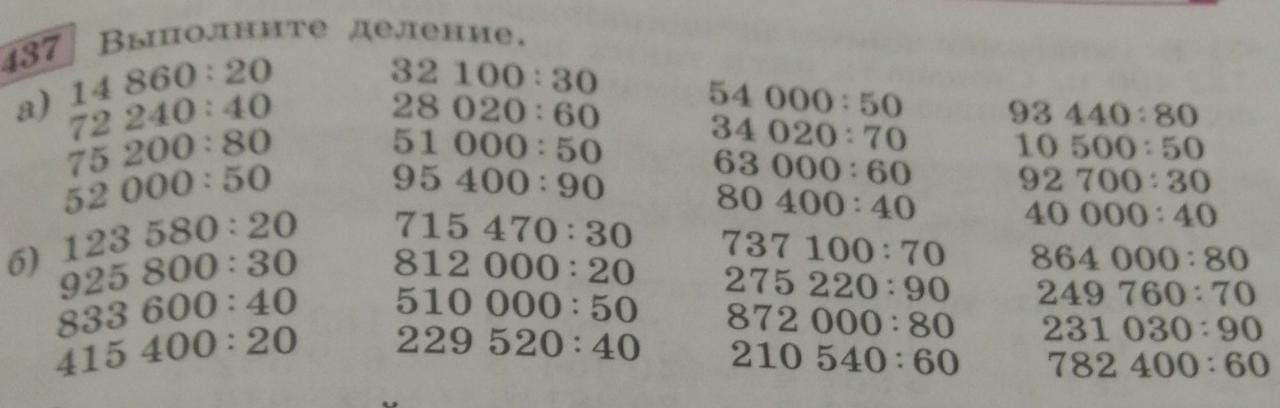 437 Выполните деление.
а) 14 860 : 20 32 100 : 30 54 000 : 50 93 440 : 80
72 240 : 40 28 020 : 60 34 020 : 70 10 500 : 50
75 200 : 80 51 000 : 50 63 000 : 60 92 700 : 30
52 000 : 50 95 400 : 90 80 400 : 40 40 000 : 40
б) 123 580 : 20 715 470 : 30 737 100 : 70 864 000 : 80
925 800 : 30 812 000 : 20 275 220 : 90 249 760 : 70
833 600 : 40 510 000 : 50 872 000 : 80 231 030 : 90
415 400 : 20 229 520 : 40 210 540 : 60 782 400 : 60